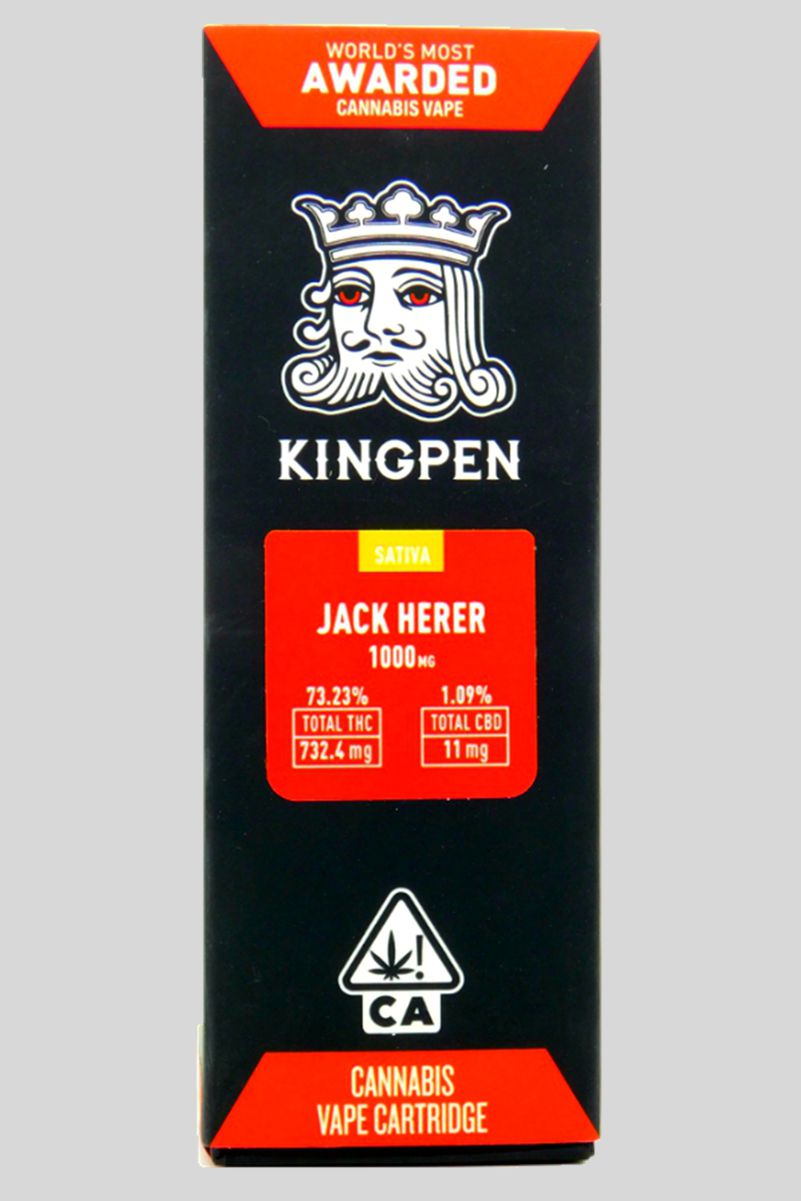 WORLD'S MOST
AWARDED
CANNABIS VAPE
KINGPEN
SATIVA
JACK HERER
1000MG
73.23% 1.09%
TOTAL THC TOTAL CBD
732.4 mg 11 mg
!
CA
CANNABIS
VAPE CARTRIDGE